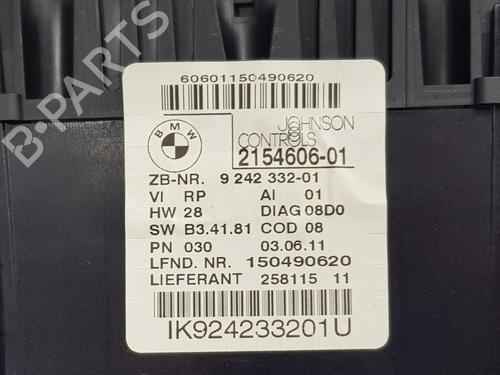 B-PARTS
60601150490620
BMW
JOHNSON
CONTROLS
2154606-01
ZB-NR. 9 242 332-01
VI RP AI 01
HW 28 DIAG 08D0
SW B3.41.81 COD 08
PN 030 03.06.11
LFND. NR. 150490620
LIEFERANT 258115 11
IK924233201U